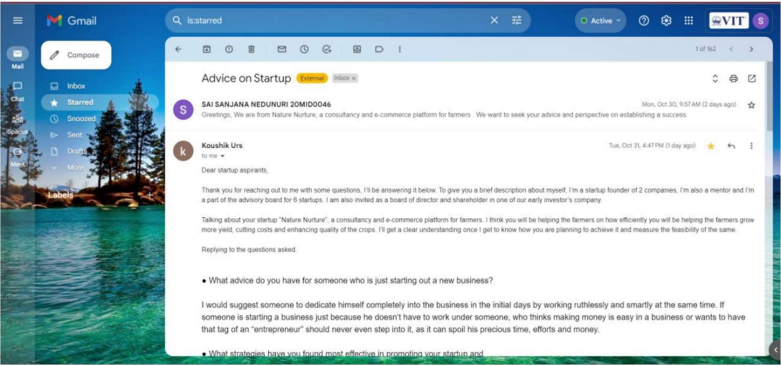 Gmail
is:starred
Active
VIT
S
Compose
Mail
Chat
Spaces
Meet
Inbox
Starred
Snoozed
Sent
Drafts
More
Labels
1 of 162
Advice on Startup External Inbox x
S
SAI SANJANA NEDUNURI 20MID0046
Mon, Oct 30, 9:57 AM (2 days ago)
Greetings, We are from Nature Nurture, a consultancy and e-commerce platform for farmers . We want to seek your advice and perspective on establishing a success
k
Koushik Urs
Tue, Oct 31, 4:47 PM (1 day ago)
to me
Dear startup aspirants,
Thank you for reaching out to me with some questions, I'll be answering it below. To give you a brief description about myself, I'm a startup founder of 2 companies, I'm also a mentor and I'm
a part of the advisory board for 6 startups. I am also invited as a board of director and shareholder in one of our early investor's company.
Talking about your startup "Nature Nurture", a consultancy and e-commerce platform for farmers. I think you will be helping the farmers on how efficiently you will be helping the farmers grow
more yield, cutting costs and enhancing quality of the crops. I'll get a clear understanding once I get to know how you are planning to achieve it and measure the feasibility of the same.
Replying to the questions asked.
● What advice do you have for someone who is just starting out a new business?
I would suggest someone to dedicate himself completely into the business in the initial days by working ruthlessly and smartly at the same time. If
someone is starting a business just because he doesn't have to work under someone, who thinks making money is easy in a business or wants to have
that tag of an "entrepreneur" should never even step into it, as it can spoil his precious time, efforts and money.
● What strategies have you found most effective in promoting your startup and